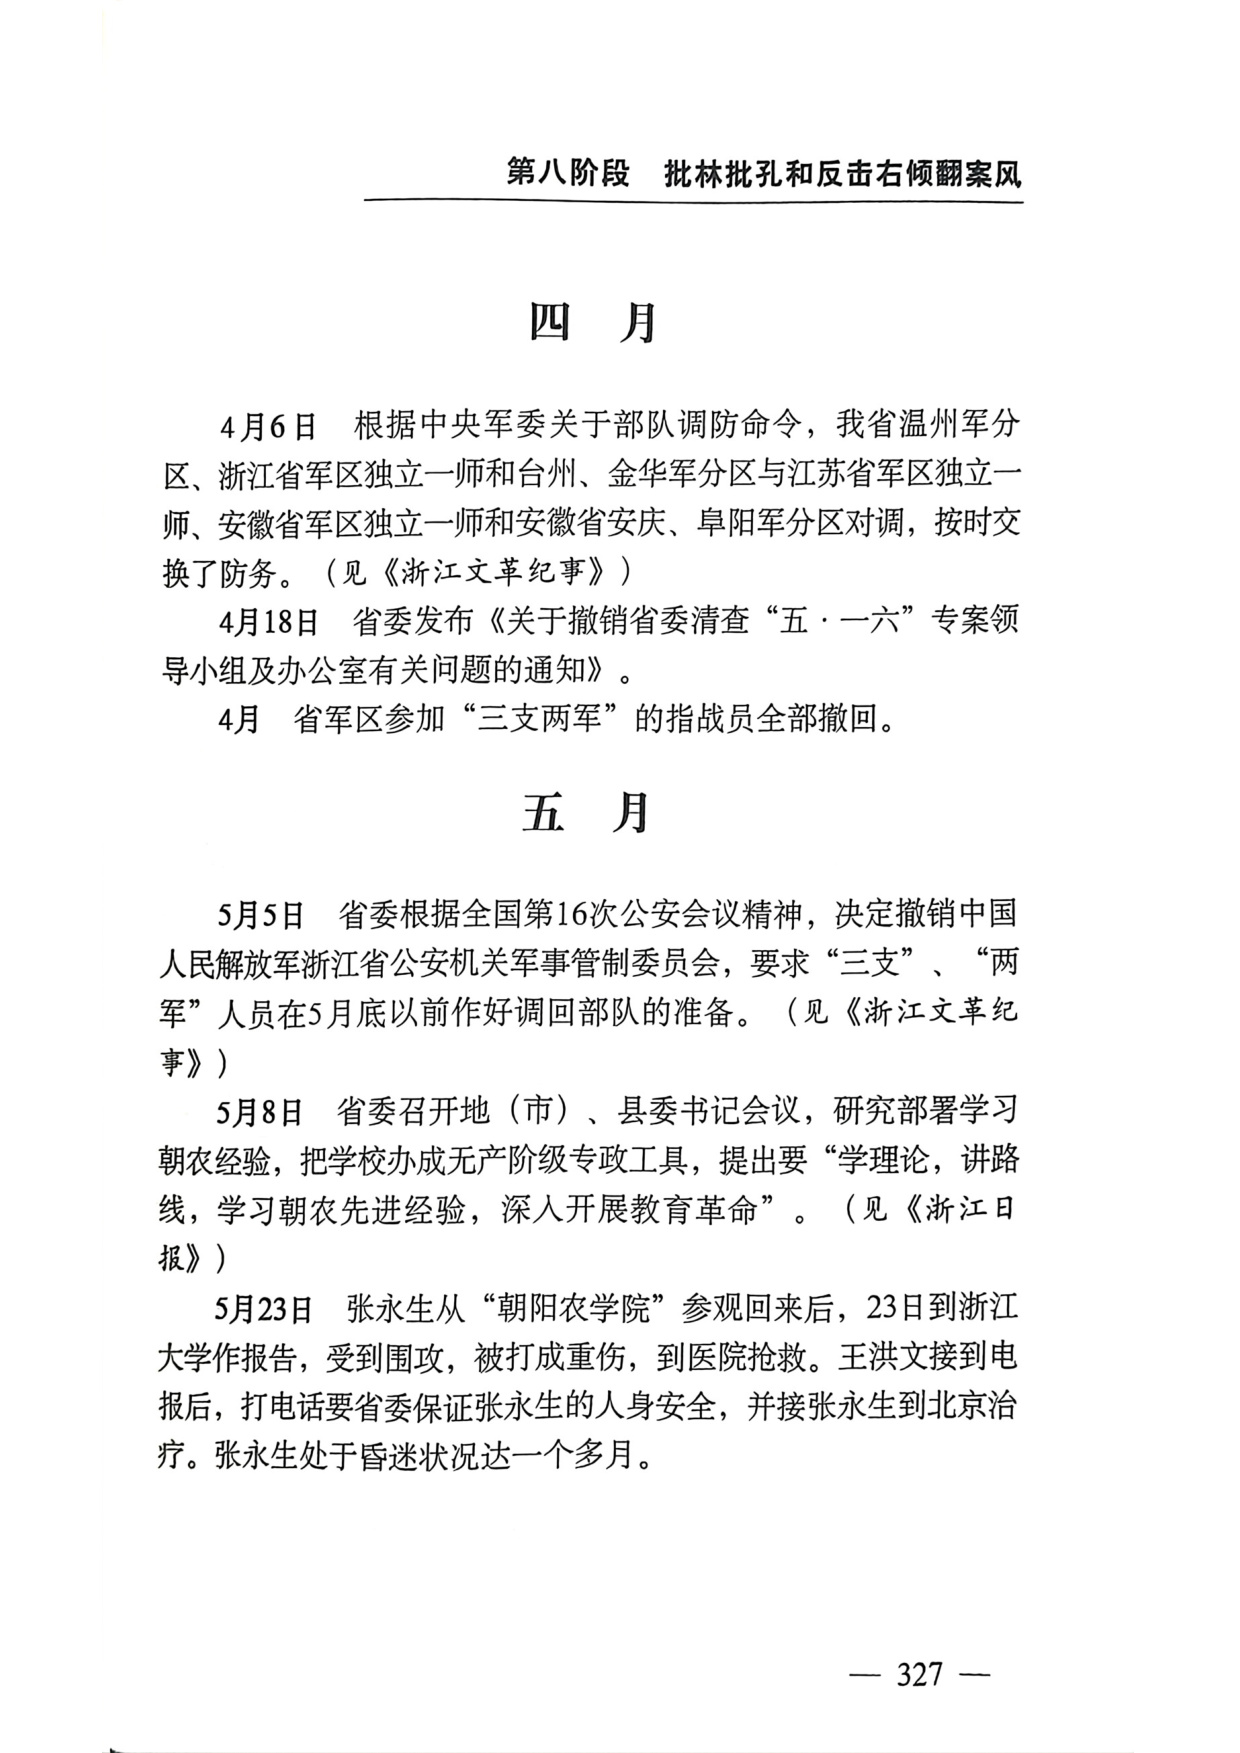 第八阶段　批林批孔和反击右倾翻案风
四　月
4月6日　根据中央军委关于部队调防命令，我省温州军分
区、浙江省军区独立一师和台州、金华军分区与江苏省军区独立一
师、安徽省军区独立一师和安徽省安庆、阜阳军分区对调，按时交
换了防务。（见《浙江文革纪事》）
4月18日　省委发布《关于撤销省委清查“五·一六”专案领
导小组及办公室有关问题的通知》。
4月　省军区参加“三支两军”的指战员全部撤回。
五　月
5月5日　省委根据全国第16次公安会议精神，决定撤销中国
人民解放军浙江省公安机关军事管制委员会，要求“三支”、“两
军”人员在5月底以前作好调回部队的准备。（见《浙江文革纪
事》）
5月8日　省委召开地（市）、县委书记会议，研究部署学习
朝农经验，把学校办成无产阶级专政工具，提出要“学理论，讲路
线，学习朝农先进经验，深入开展教育革命”。（见《浙江日
报》）
5月23日　张永生从“朝阳农学院”参观回来后，23日到浙江
大学作报告，受到围攻，被打成重伤，到医院抢救。王洪文接到电
报后，打电话要省委保证张永生的人身安全，并接张永生到北京治
疗。张永生处于昏迷状况达一个多月。
— 327 —